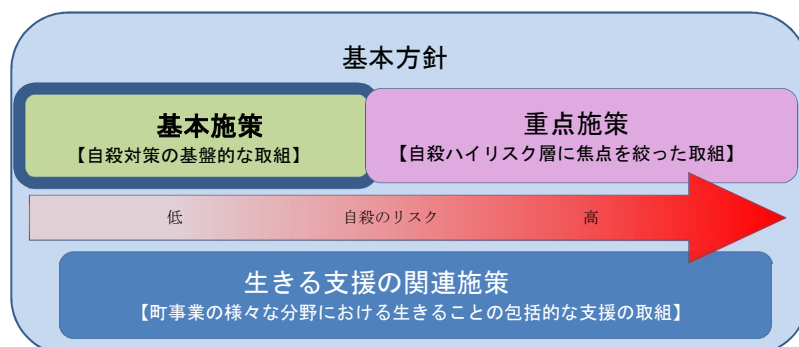 基本方針
基本施策
【自殺対策の基盤的な取組】
重点施策
【自殺ハイリスク層に焦点を絞った取組】
低 自殺のリスク 高
生きる支援の関連施策
【町事業の様々な分野における生きることの包括的な支援の取組】